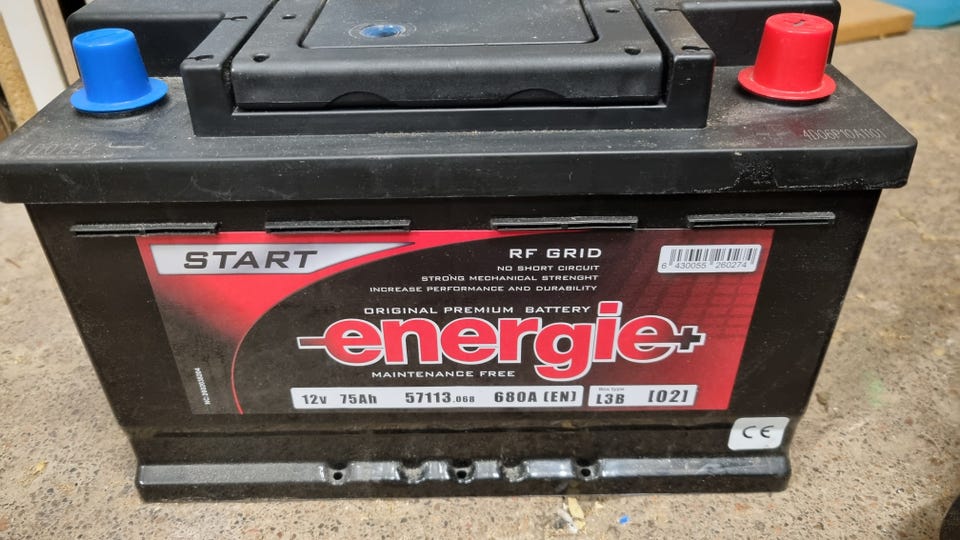 4D06P10A1101
START
RF GRID
NO SHORT CIRCUIT
STRONG MECHANICAL STRENGHT
INCREASE PERFORMANCE AND DURABILITY
6 430055 260274
ORIGINAL PREMIUM BATTERY
energie+
MAINTENANCE FREE
12v 75Ah 57113.068 680A (EN)
Box type
L3B [02]
CE